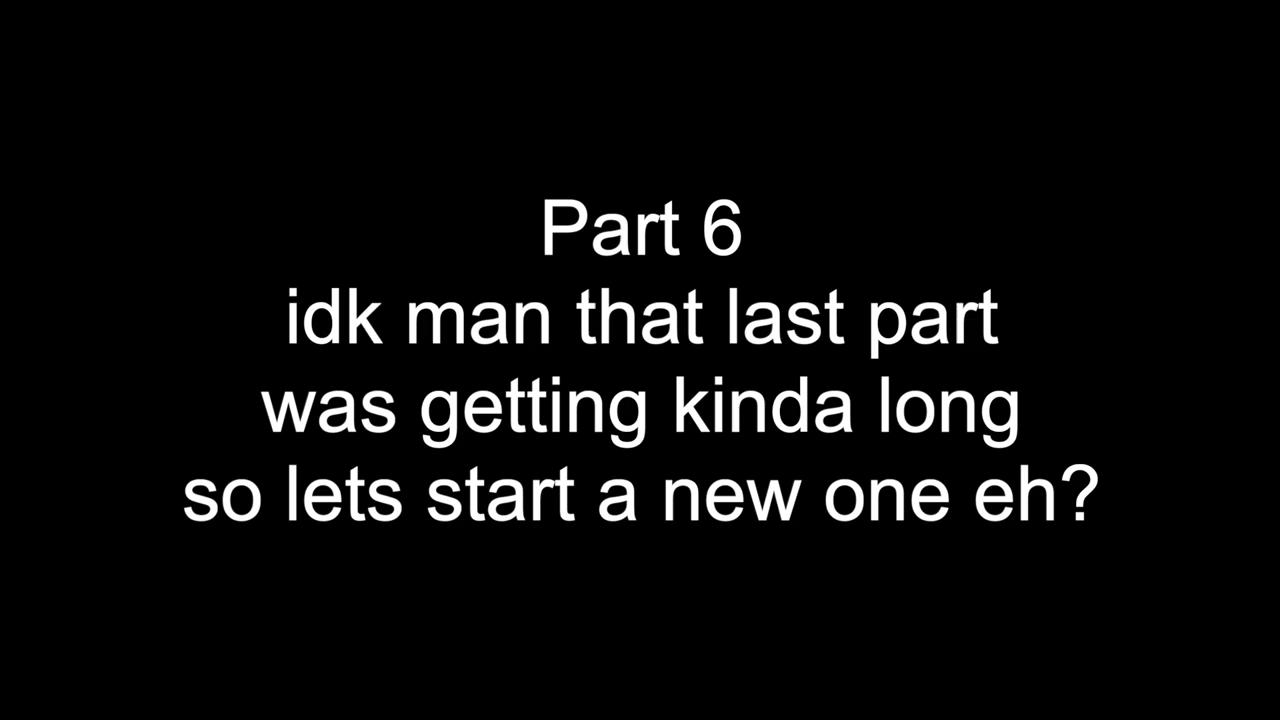 Part 6
idk man that last part
was getting kinda long
so lets start a new one eh?